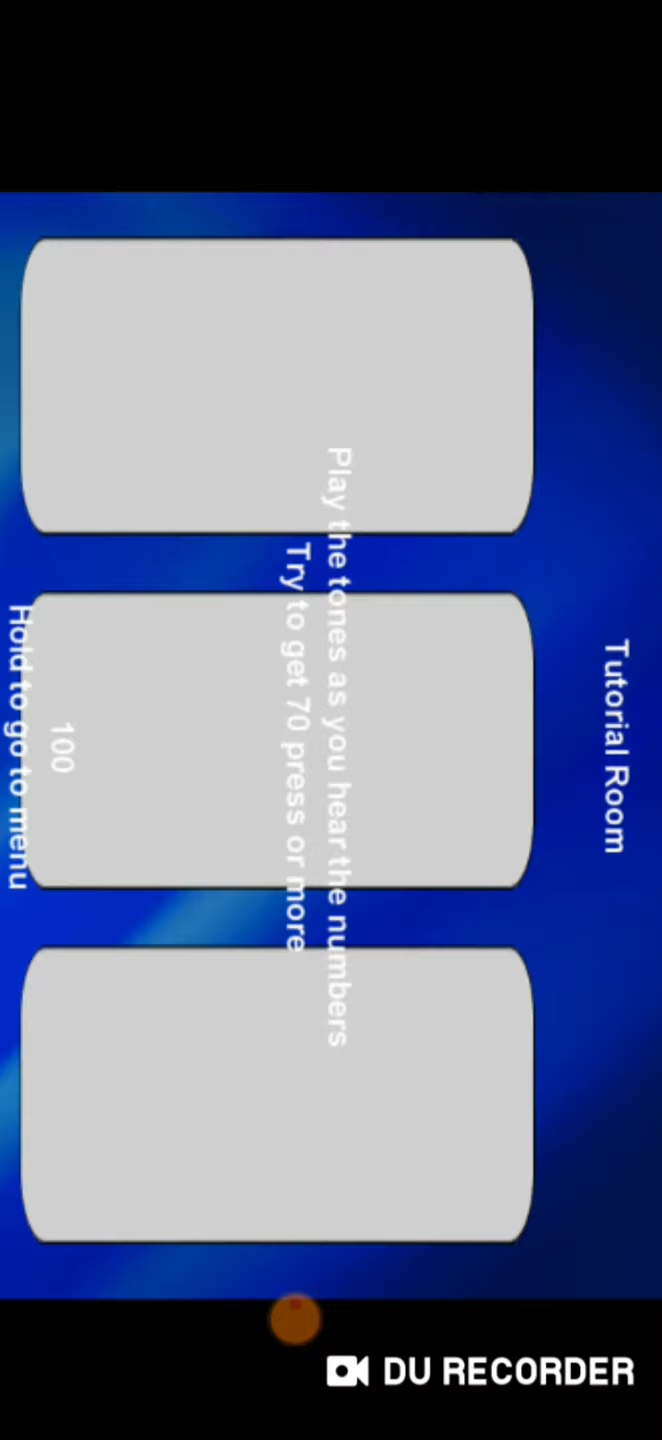 Tutorial Room
Play the tones as you hear the numbers
Try to get 70 press or more
100
Hold to go to menu
DU RECORDER